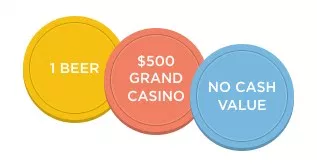 1 BEER
$500
GRAND
CASINO
NO CASH
VALUE